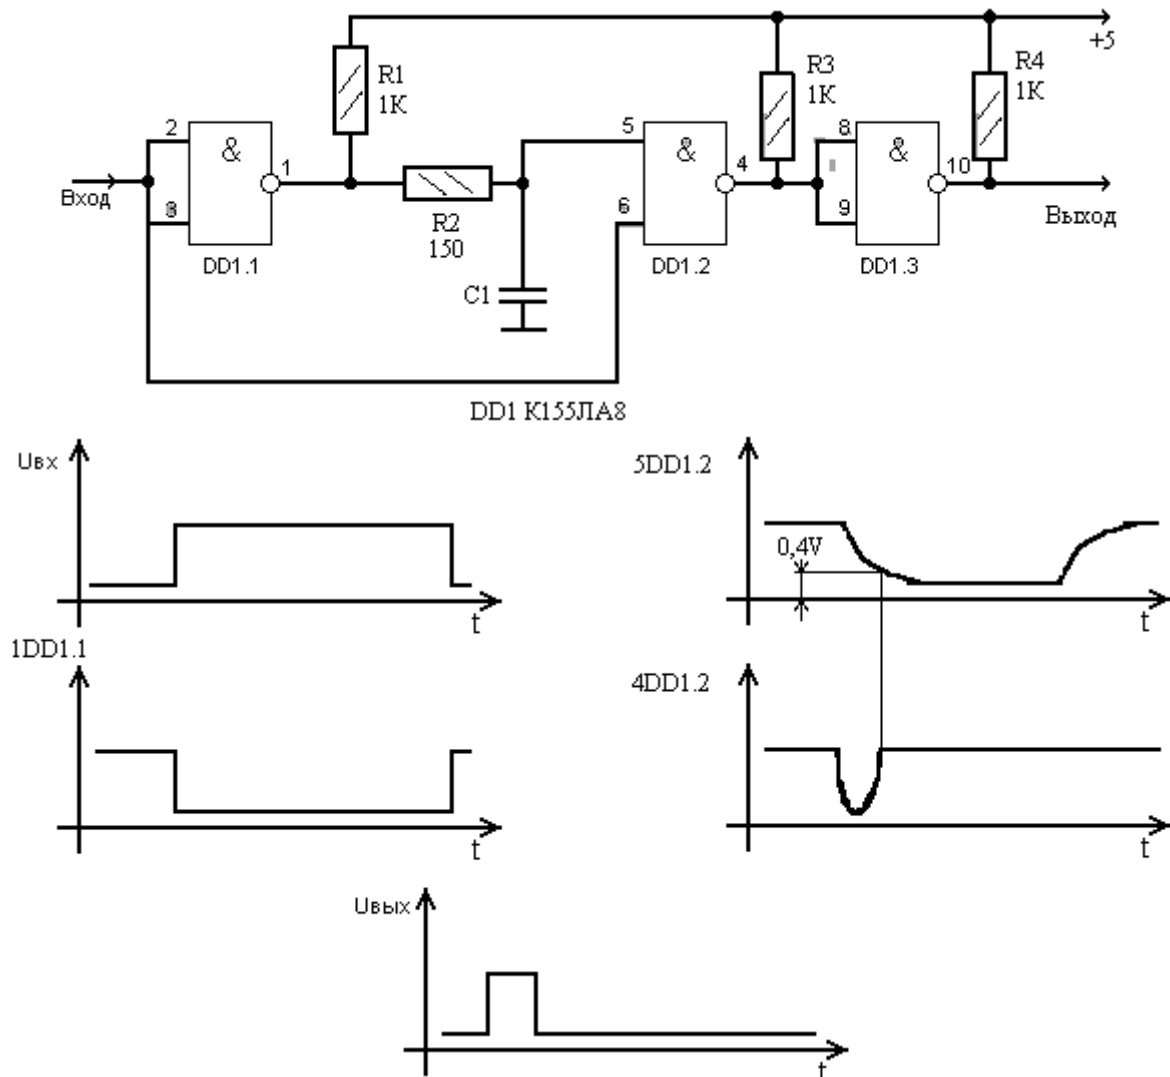 +5
R1
1K
R3
1K
R4
1K
2
&
1
Вход
8
DD1.1
R2
150
C1
5
&
4
6
DD1.2
8
&
10
9
DD1.3
Выход
DD1 К155ЛА8
Uвх
t
5DD1.2
0,4V
t
1DD1.1
t
4DD1.2
t
Uвых
t